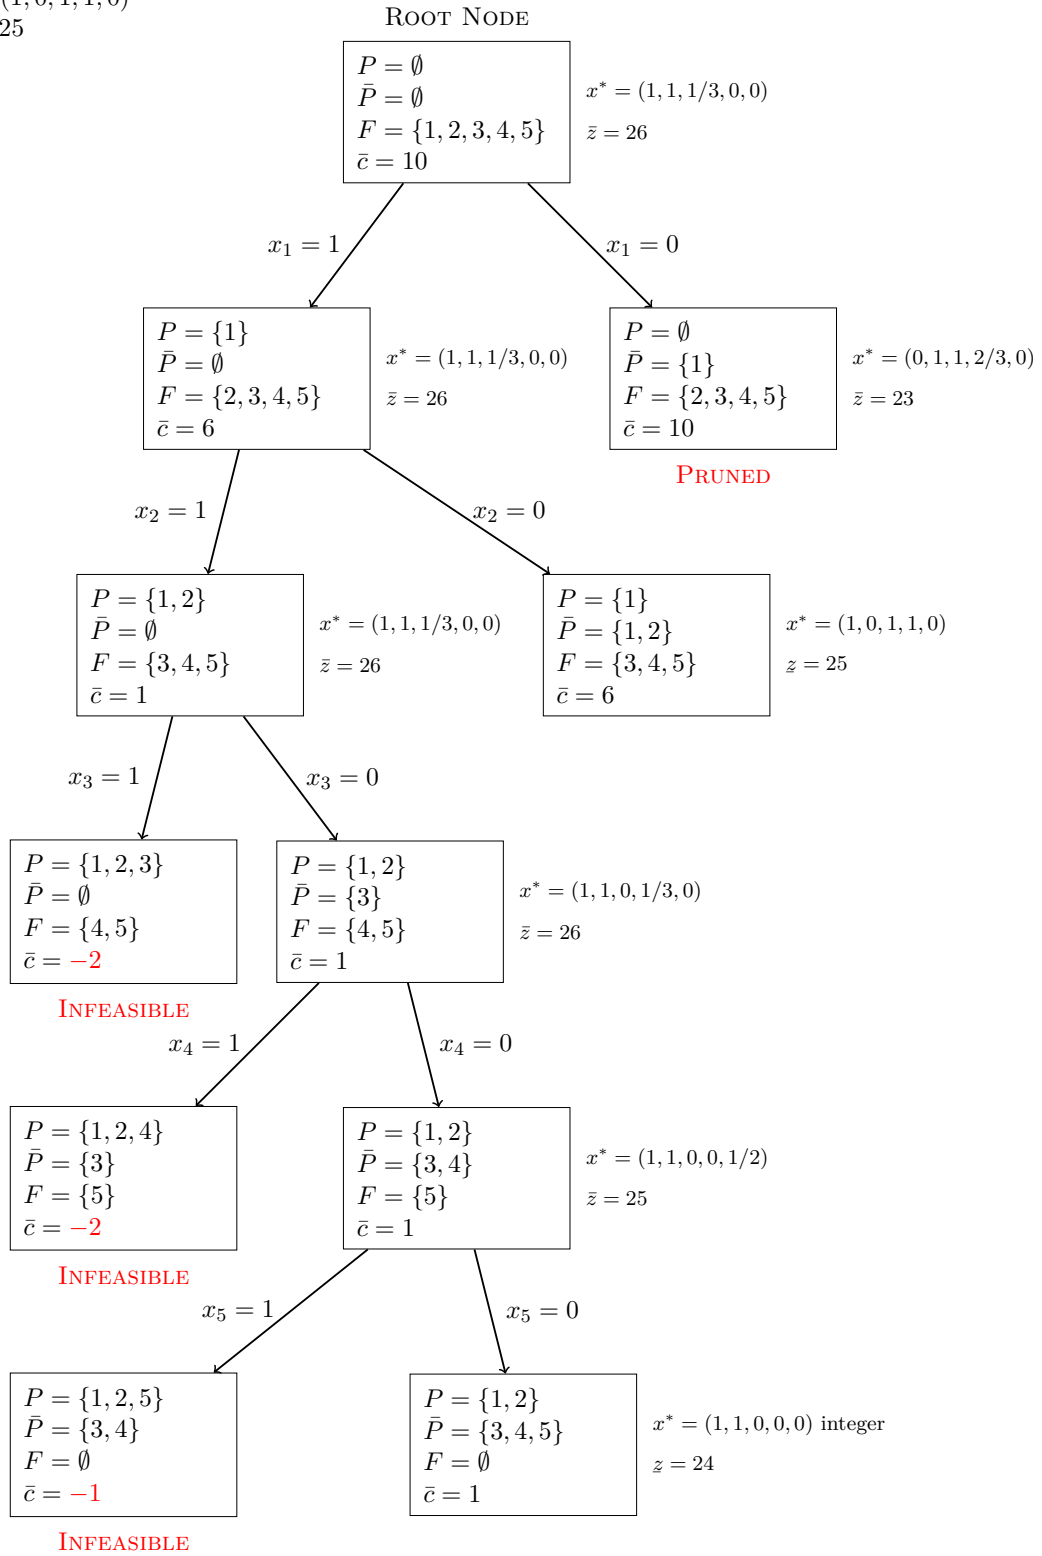 (1, 0, 1, 1, 0)
25
ROOT NODE
P = ∅
P̄ = ∅
F = {1, 2, 3, 4, 5}
c̄ = 10
x* = (1, 1, 1/3, 0, 0)
z̄ = 26
x₁ = 1
x₁ = 0
P = {1}
P̄ = ∅
F = {2, 3, 4, 5}
c̄ = 6
x* = (1, 1, 1/3, 0, 0)
z̄ = 26
P = ∅
P̄ = {1}
F = {2, 3, 4, 5}
c̄ = 10
x* = (0, 1, 1, 2/3, 0)
z̄ = 23
PRUNED
x₂ = 1
x₂ = 0
P = {1, 2}
P̄ = ∅
F = {3, 4, 5}
c̄ = 1
x* = (1, 1, 1/3, 0, 0)
z̄ = 26
P = {1}
P̄ = {1, 2}
F = {3, 4, 5}
c̄ = 6
x* = (1, 0, 1, 1, 0)
z̲ = 25
x₃ = 1
x₃ = 0
P = {1, 2, 3}
P̄ = ∅
F = {4, 5}
c̄ = −2
INFEASIBLE
P = {1, 2}
P̄ = {3}
F = {4, 5}
c̄ = 1
x* = (1, 1, 0, 1/3, 0)
z̄ = 26
x₄ = 1
x₄ = 0
P = {1, 2, 4}
P̄ = {3}
F = {5}
c̄ = −2
INFEASIBLE
P = {1, 2}
P̄ = {3, 4}
F = {5}
c̄ = 1
x* = (1, 1, 0, 0, 1/2)
z̄ = 25
x₅ = 1
x₅ = 0
P = {1, 2, 5}
P̄ = {3, 4}
F = ∅
c̄ = −1
INFEASIBLE
P = {1, 2}
P̄ = {3, 4, 5}
F = ∅
c̄ = 1
x* = (1, 1, 0, 0, 0) integer
z̲ = 24